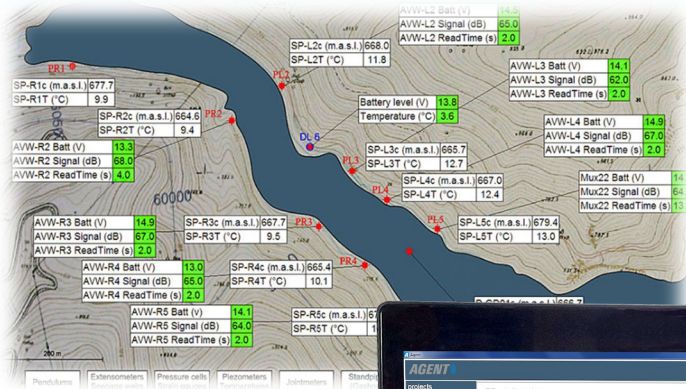 AVW-L2 Batt (V) 14.8
AVW-L2 Signal (dB) 65.0
AVW-L2 ReadTime (s) 2.0
SP-L2c (m.a.s.l.) 668.0
SP-L2T (°C) 11.8
AVW-L3 Batt (V) 14.1
AVW-L3 Signal (dB) 62.0
AVW-L3 ReadTime (s) 2.0
PR1
PL2
SP-R1c (m.a.s.l.) 677.7
SP-R1T (°C) 9.9
Battery level (V) 13.8
Temperature (°C) 3.6
SP-R2c (m.a.s.l.) 664.6
SP-R2T (°C) 9.4
PR2
AVW-L4 Batt (V) 14.9
AVW-L4 Signal (dB) 67.0
AVW-L4 ReadTime (s) 2.0
DL 6
AVW-R2 Batt (V) 13.3
AVW-R2 Signal (dB) 68.0
AVW-R2 ReadTime (s) 4.0
SP-L3c (m.a.s.l.) 665.7
SP-L3T (°C) 12.7
PL3
SP-L4c (m.a.s.l.) 667.0
SP-L4T (°C) 12.4
PL4
Mux22 Batt (V)
Mux22 Signal (dB)
Mux22 ReadTime (s)
60000
AVW-R3 Batt (V) 14.9
AVW-R3 Signal (dB) 67.0
AVW-R3 ReadTime (s) 2.0
SP-R3c (m.a.s.l.) 667.7
SP-R3T (°C) 9.5
PR3
PL5
SP-L5c (m.a.s.l.) 679.4
SP-L5T (°C) 13.0
AVW-R4 Batt (V) 13.0
AVW-R4 Signal (dB) 65.0
AVW-R4 ReadTime (s) 2.0
SP-R4c (m.a.s.l.) 665.4
SP-R4T (°C) 10.1
PR4
AVW-R5 Batt (V) 14.1
AVW-R5 Signal (dB) 64.0
AVW-R5 ReadTime (s) 2.0
SP-R5c (m.a.s.l.)
SP-R5T (°C)
200 m
Pendulums
Extensometers
Pressure cells
Piezometers
Jointmeters
AGENT
projects